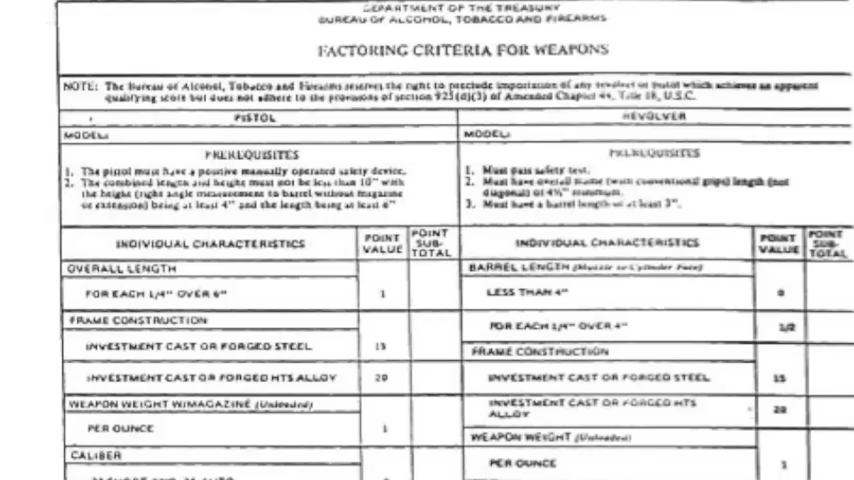 DEPARTMENT OF THE TREASURY
BUREAU OF ALCOHOL, TOBACCO AND FIREARMS
FACTORING CRITERIA FOR WEAPONS
NOTE: The Bureau of Alcohol, Tobacco and Firearms reserves the right to preclude importation of any revolver or pistol which achieves an apparent
qualifying score but does not adhere to the provisions of section 925(d)(3) of Amended Chapter 44, Title 18, U.S.C.
PISTOL
REVOLVER
MODEL:
MODEL:
PREREQUISITES
1. The pistol must have a positive manually operated safety device.
2. The combined length and height must not be less than 10" with
the height (right angle measurement to barrel without magazine
or extension) being at least 4" and the length being at least 6"
PREREQUISITES
1. Must pass safety test.
2. Must have overall frame (with conventional grips) length (not
diagonal) of 4½" minimum.
3. Must have a barrel length of at least 3".
INDIVIDUAL CHARACTERISTICS
POINT VALUE
POINT SUB-TOTAL
OVERALL LENGTH
FOR EACH 1/4" OVER 6" 1
FRAME CONSTRUCTION
INVESTMENT CAST OR FORGED STEEL 15
INVESTMENT CAST OR FORGED HTS ALLOY 20
WEAPON WEIGHT W/MAGAZINE (Unloaded)
PER OUNCE 1
CALIBER
INDIVIDUAL CHARACTERISTICS
POINT VALUE
POINT SUB-TOTAL
BARREL LENGTH (Muzzle to Cylinder Face)
LESS THAN 4" 0
FOR EACH 1/4" OVER 4" 1/2
FRAME CONSTRUCTION
INVESTMENT CAST OR FORGED STEEL 15
INVESTMENT CAST OR FORGED HTS
ALLOY 20
WEAPON WEIGHT (Unloaded)
PER OUNCE 1